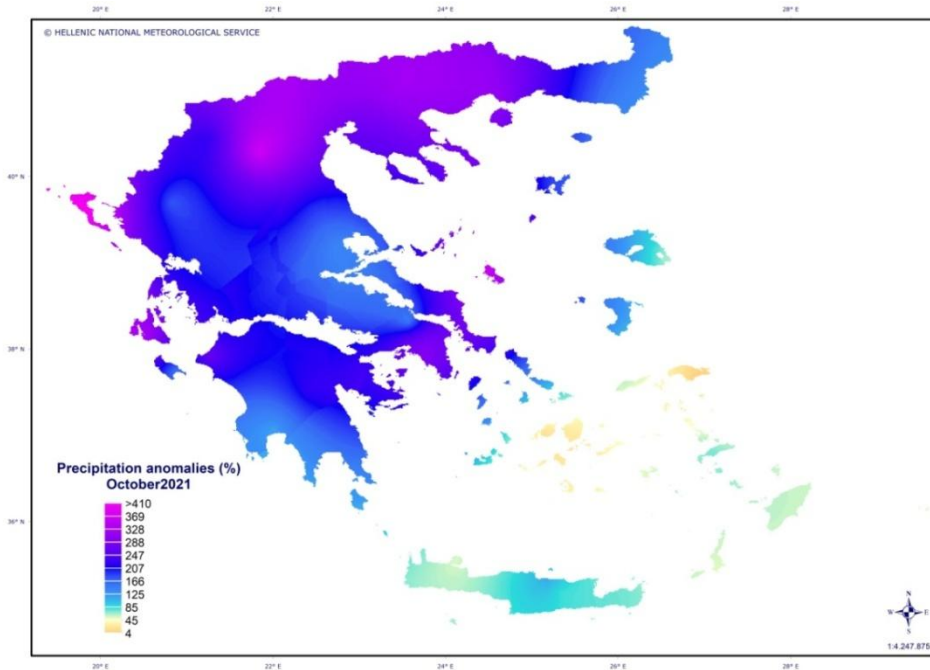 20° E 22° E 24° E 26° E 28° E
© HELLENIC NATIONAL METEOROLOGICAL SERVICE
40° N
38° N
36° N
Precipitation anomalies (%)
October2021
>410
369
328
288
247
207
166
125
85
45
4
N
W E
S
1:4.247.875
20° E 22° E 24° E 26° E 28° E